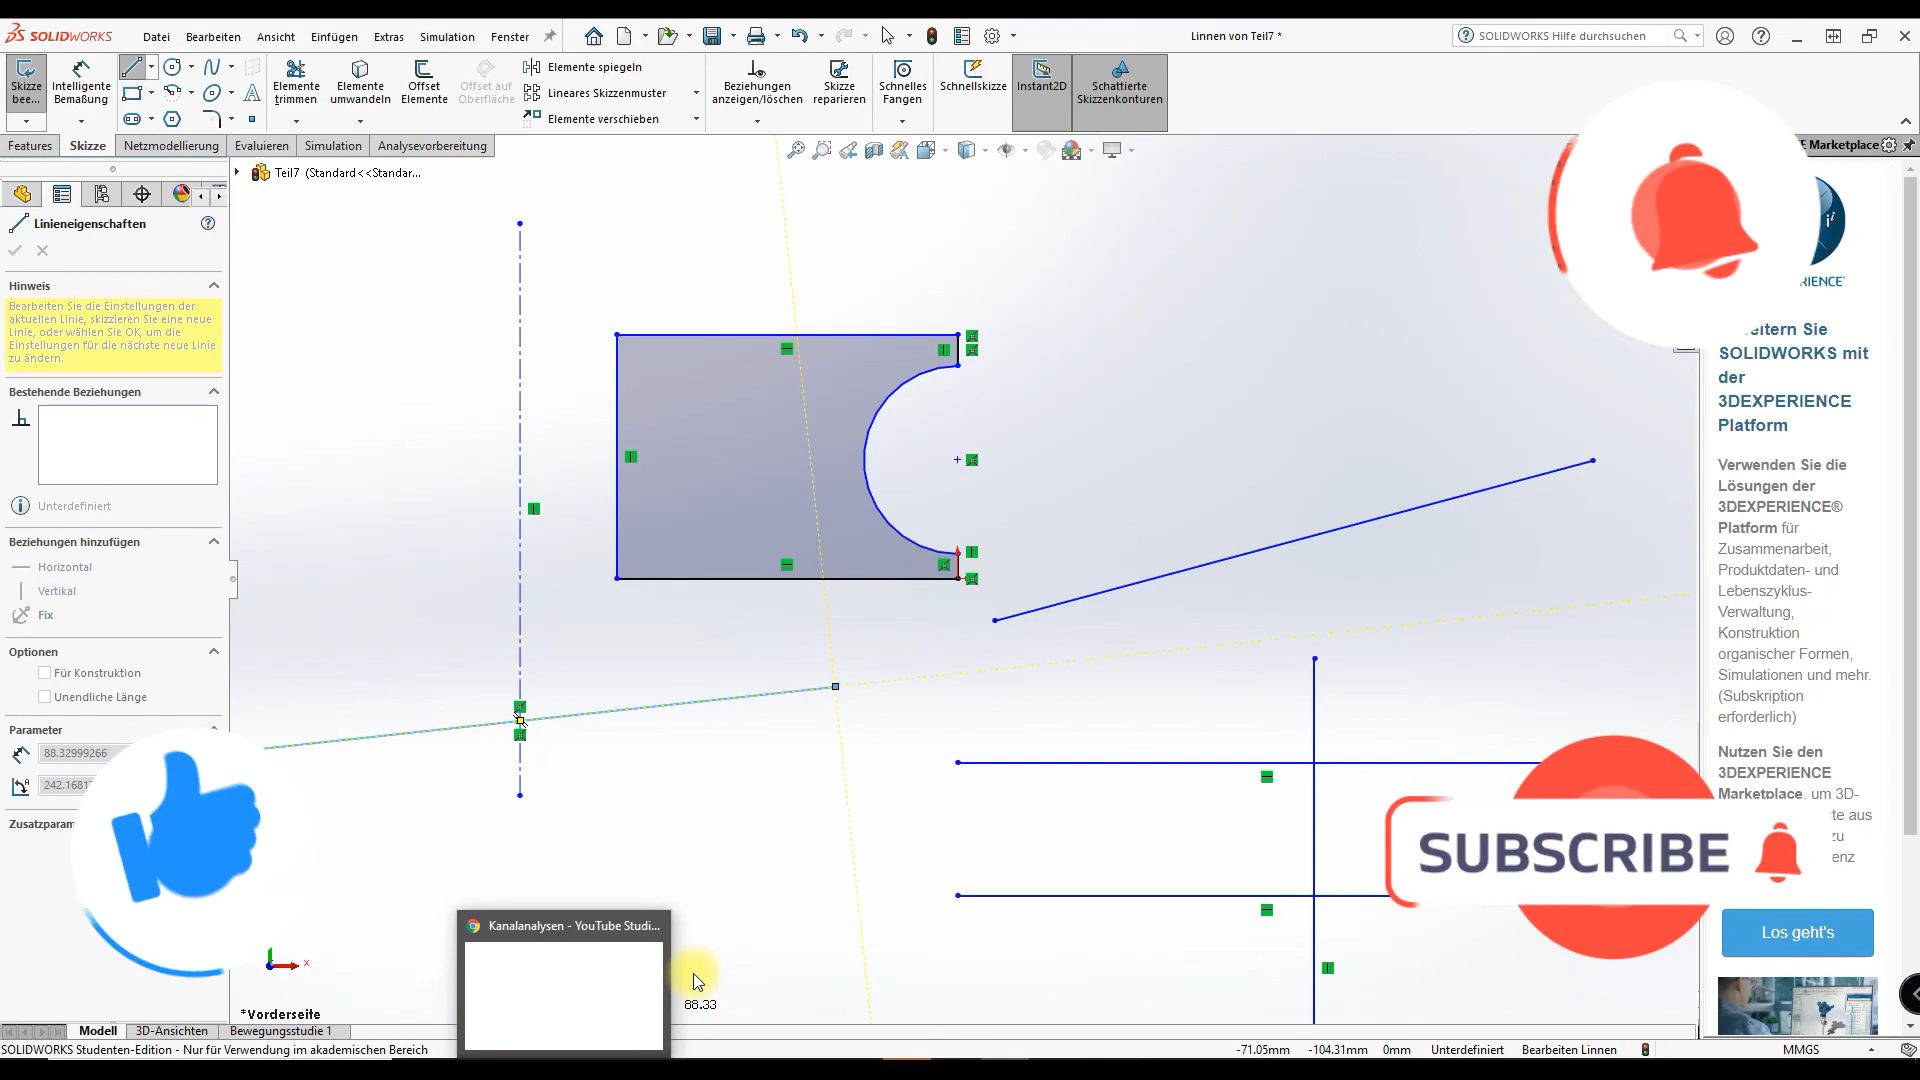 SOLIDWORKS
Datei
Bearbeiten
Ansicht
Einfügen
Extras
Simulation
Fenster
Linnen von Teil7 *
SOLIDWORKS Hilfe durchsuchen
Skizze
bee...
Intelligente
Bemaßung
Elemente
trimmen
Elemente
umwandeln
Offset
Elemente
Offset auf
Oberfläche
Elemente spiegeln
Lineares Skizzenmuster
Elemente verschieben
Beziehungen
anzeigen/löschen
Skizze
reparieren
Schnelles
Fangen
Schnellskizze
Instant2D
Schattierte
Skizzenkonturen
Features
Skizze
Netzmodellierung
Evaluieren
Simulation
Analysevorbereitung
E Marketplace
Teil7 (Standard<<Standar...
Linieneigenschaften
Hinweis
Bearbeiten Sie die Einstellungen der
aktuellen Linie, skizzieren Sie eine neue
Linie, oder wählen Sie OK, um die
Einstellungen für die nächste neue Linie
zu ändern.
Bestehende Beziehungen
Unterdefiniert
Beziehungen hinzufügen
Horizontal
Vertikal
Fix
Optionen
Für Konstruktion
Unendliche Länge
Parameter
88.32999266
Zusatzparam
RIENCE
eitern Sie
SOLIDWORKS mit
der
3DEXPERIENCE
Platform
Verwenden Sie die
Lösungen der
3DEXPERIENCE®
Platform für
Zusammenarbeit,
Produktdaten- und
Lebenszyklus-
Verwaltung,
Konstruktion
organischer Formen,
Simulationen und mehr.
(Subskription
erforderlich)
Nutzen Sie den
3DEXPERIENCE
Marketplace, um 3D-
te aus
zu
enz
SUBSCRIBE
Los geht's
Kanalanalysen - YouTube Studi...
88.33
x
*Vorderseite
Modell
3D-Ansichten
Bewegungsstudie 1
SOLIDWORKS Studenten-Edition - Nur für Verwendung im akademischen Bereich
-71.05mm
-104.31mm
0mm
Unterdefiniert
Bearbeiten Linnen
MMGS